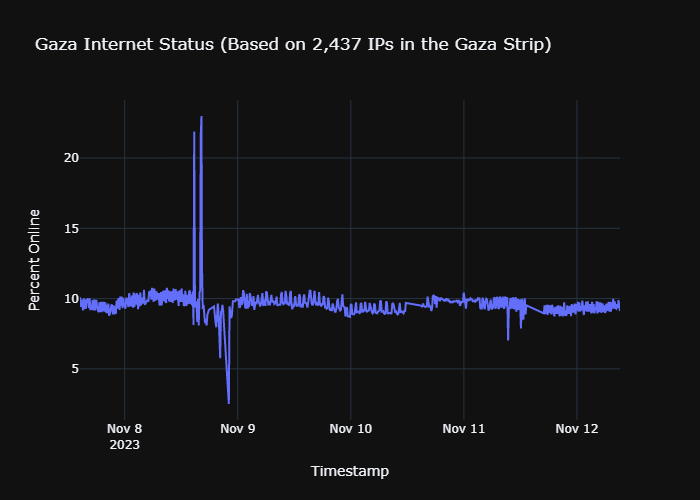 Gaza Internet Status (Based on 2,437 IPs in the Gaza Strip)
20
15
10
5
Percent Online
Nov 8
2023
Nov 9
Nov 10
Nov 11
Nov 12
Timestamp